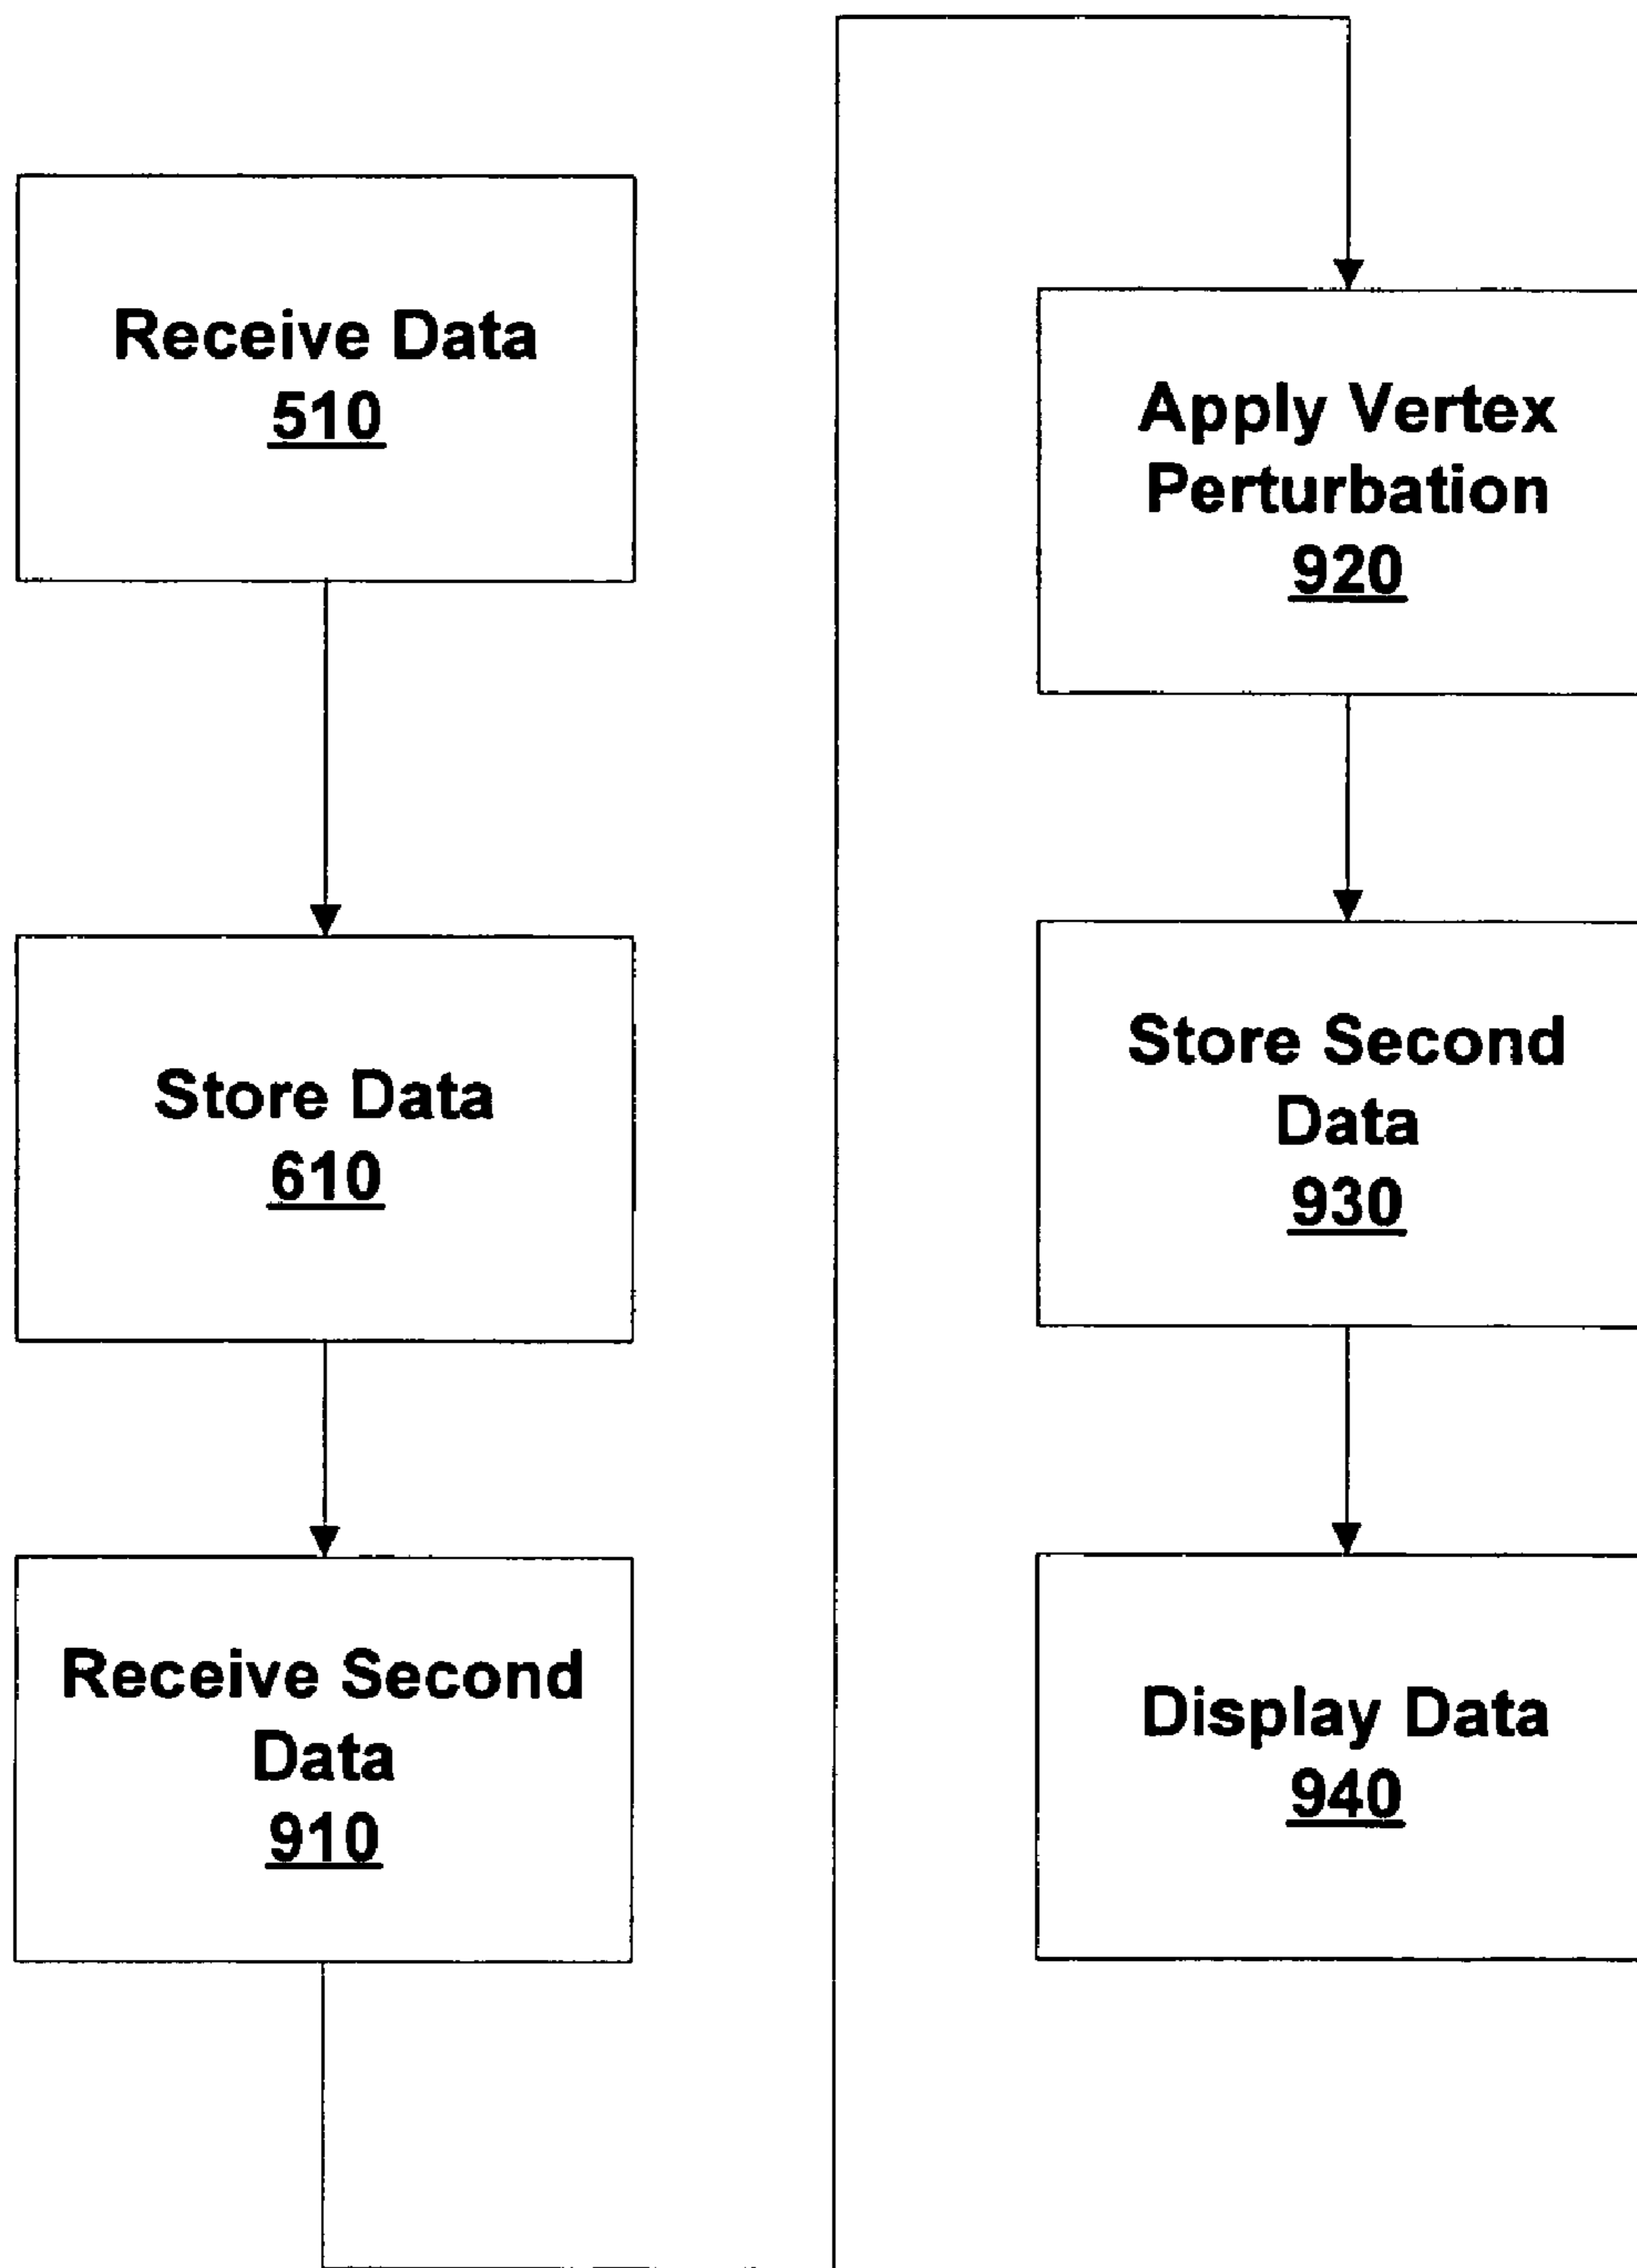 Receive Data
510
Store Data
610
Receive Second
Data
910
Apply Vertex
Perturbation
920
Store Second
Data
930
Display Data
940